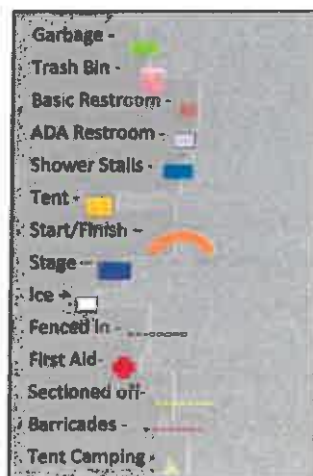 Garbage -
Trash Bin -
Basic Restroom -
ADA Restroom -
Shower Stalls -
Tent -
Start/Finish -
Stage -
Ice -
Fenced In -
First Aid-
Sectioned off-
Barricades -
Tent Camping -